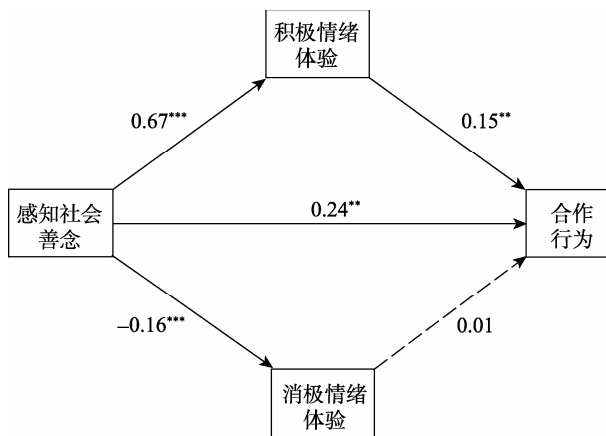 积极情绪
体验
0.67***
0.15**
感知社会
善念
0.24**
合作
行为
–0.16***
0.01
消极情绪
体验